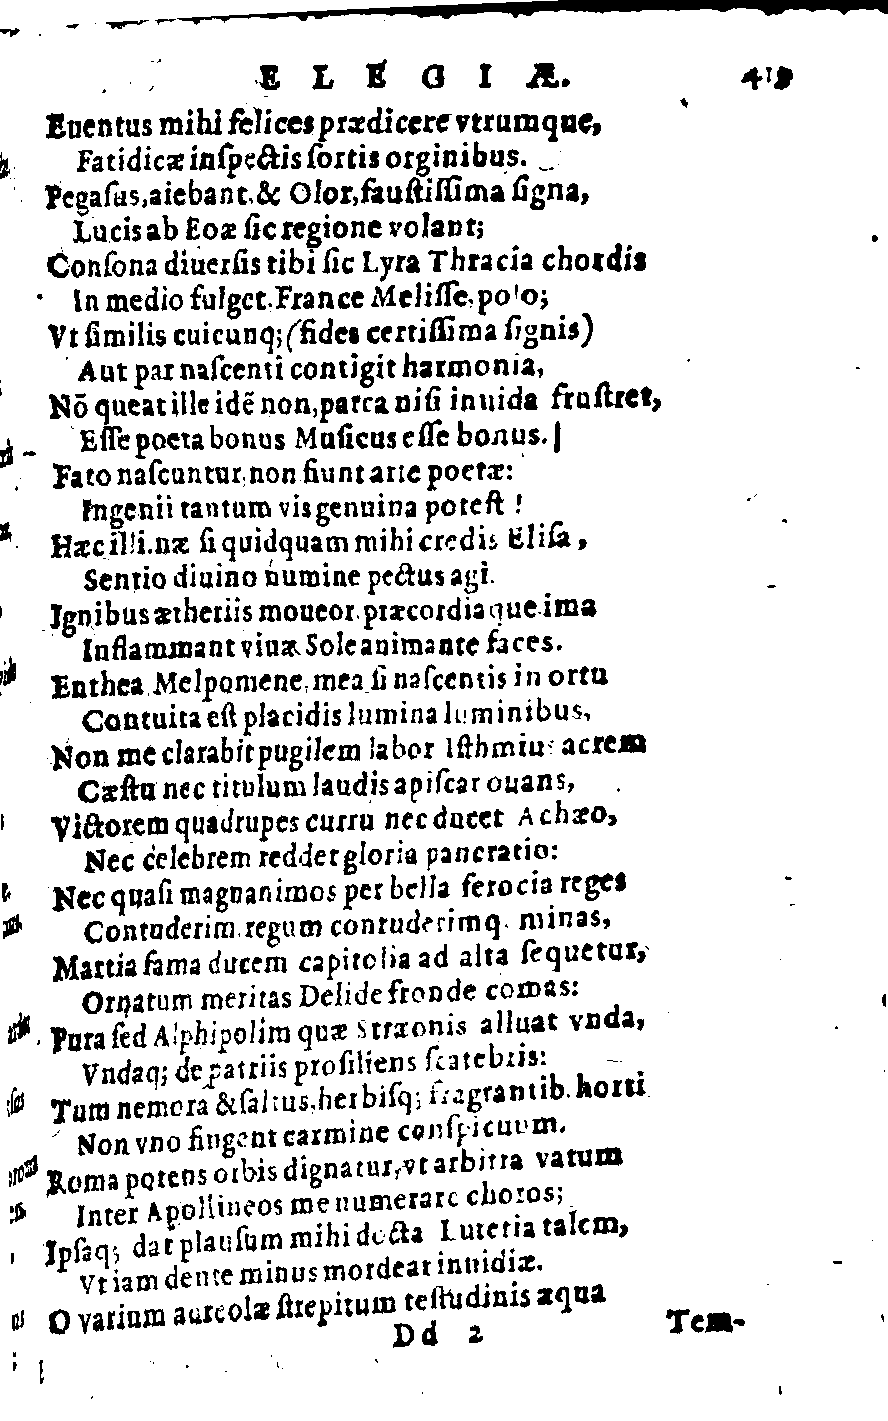 ELEGIÆ. 419
Euentus mihi felices prædicere vtrumque,
Fatidicæ inſpectis ſortis orginibus.
Pegaſus, aiebant, & Olor, fauſtiſſima ſigna,
Lucis ab Eoæ ſic regione volant;
Conſona diuerſis tibi ſic Lyra Thracia chordis
In medio fulget, France Meliſſe, polo;
Vt ſimilis cuicunq; (fides certiſſima ſignis)
Aut par naſcenti contigit harmonia,
Nō queat ille idē non, parca niſi inuida fruſtret,
Eſſe poeta bonus Muſicus eſſe bonus.
Fato naſcuntur, non fiunt arte poetæ:
Ingenii tantum vis genuina poteſt!
Hæc illi. næ ſi quidquam mihi credis Eliſa,
Sentio diuino numine pectus agi.
Ignibus ætheriis moueor, præcordiaque ima
Inflammant viuæ Sole animante faces.
Enthea Melpomene, mea ſi naſcentis in ortu
Contuita eſt placidis lumina luminibus,
Non me clarabit pugilem labor Iſthmius acrem
Cæſtu nec titulum laudis apiſcar ouans,
Victorem quadrupes curru nec ducet Achæo,
Nec celebrem reddet gloria pancratio:
Nec quaſi magnanimos per bella ferocia reges
Contuderim, regum contuderimq. minas,
Martia fama ducem capitolia ad alta ſequetur,
Ornatum meritas Delide fronde comas:
Pura ſed Alphipolim quæ Stræonis alluat vnda,
Vndaq; de patriis proſiliens ſcatebris:
Tum nemora & ſaltus, herbiſq; fragrantib. horti
Non vno fingent carmine conſpicuum.
Roma potens orbis dignatur, vt arbitra vatum
Inter Apollineos me numerare choros;
Ipſaq; dat plauſum mihi docta Lutetia talem,
Vt iam dente minus mordeat inuidiæ.
O varium aureolæ ſtrepitum teſtudinis æqua
Dd 2 Tem-